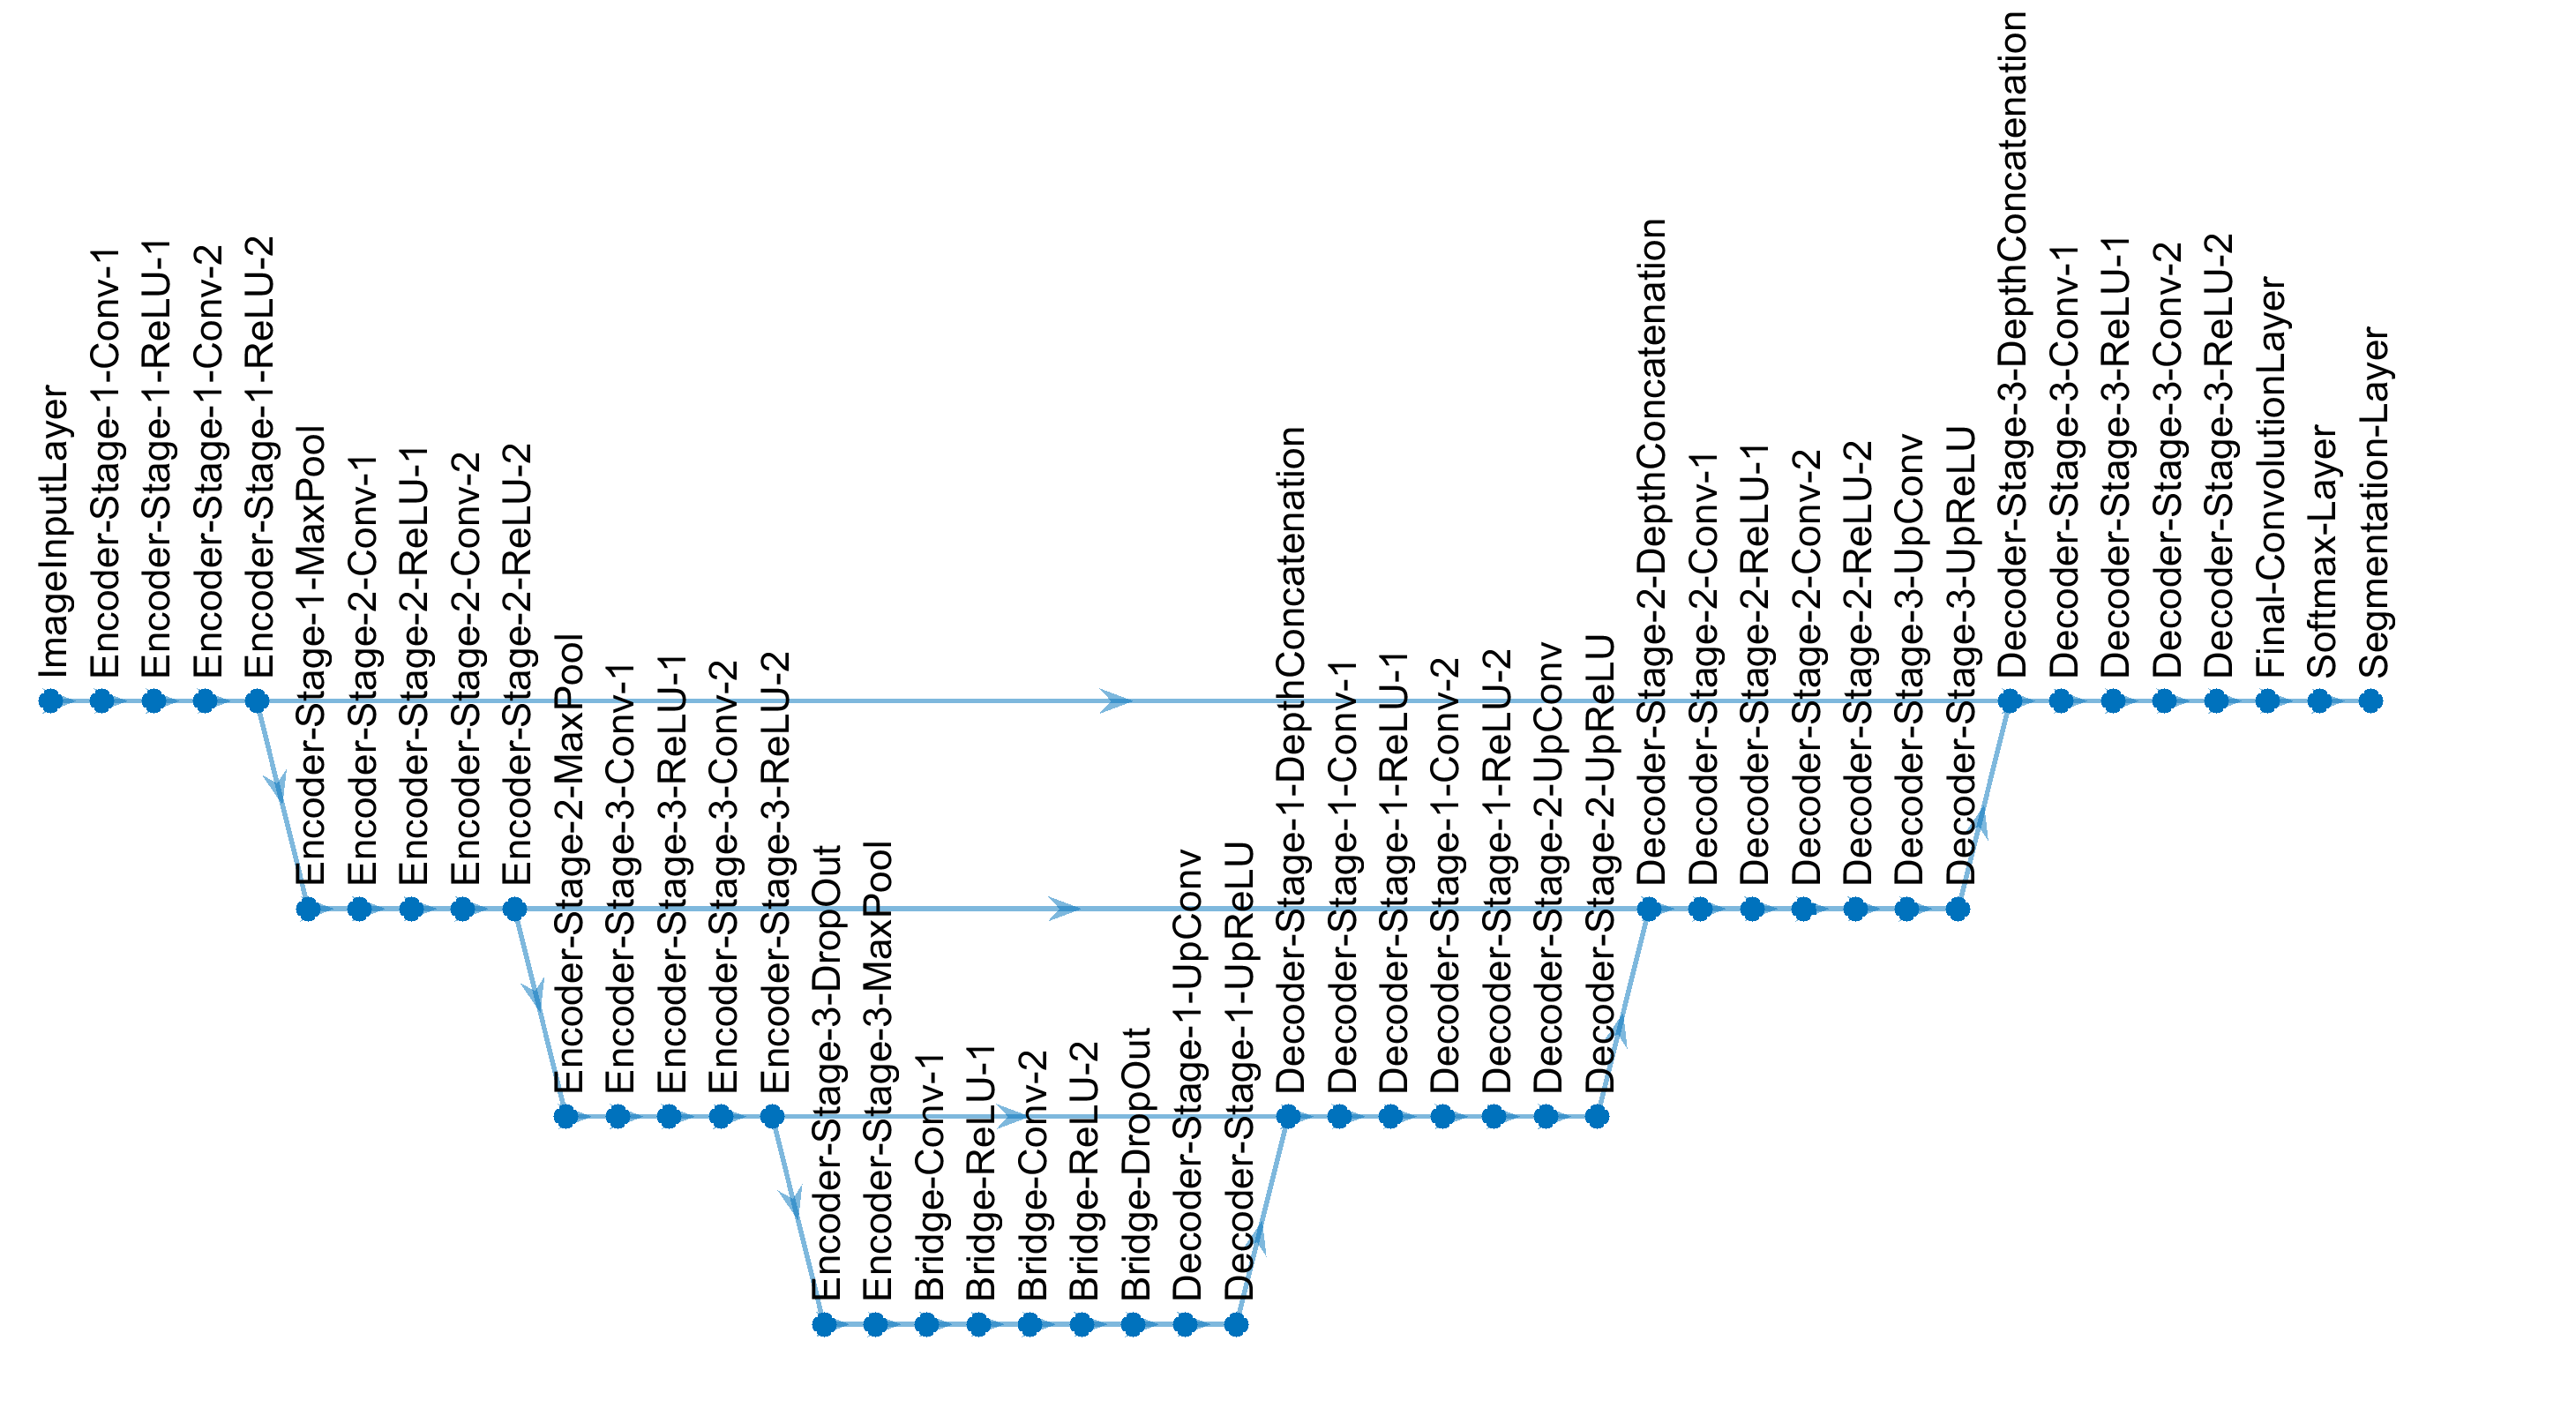 ImageInputLayer
Encoder-Stage-1-Conv-1
Encoder-Stage-1-ReLU-1
Encoder-Stage-1-Conv-2
Encoder-Stage-1-ReLU-2
Encoder-Stage-1-MaxPool
Encoder-Stage-2-Conv-1
Encoder-Stage-2-ReLU-1
Encoder-Stage-2-Conv-2
Encoder-Stage-2-ReLU-2
Encoder-Stage-2-MaxPool
Encoder-Stage-3-Conv-1
Encoder-Stage-3-ReLU-1
Encoder-Stage-3-Conv-2
Encoder-Stage-3-ReLU-2
Encoder-Stage-3-DropOut
Encoder-Stage-3-MaxPool
Bridge-Conv-1
Bridge-ReLU-1
Bridge-Conv-2
Bridge-ReLU-2
Bridge-DropOut
Decoder-Stage-1-UpConv
Decoder-Stage-1-UpReLU
Decoder-Stage-1-DepthConcatenation
Decoder-Stage-1-Conv-1
Decoder-Stage-1-ReLU-1
Decoder-Stage-1-Conv-2
Decoder-Stage-1-ReLU-2
Decoder-Stage-2-UpConv
Decoder-Stage-2-UpReLU
Decoder-Stage-2-DepthConcatenation
Decoder-Stage-2-Conv-1
Decoder-Stage-2-ReLU-1
Decoder-Stage-2-Conv-2
Decoder-Stage-2-ReLU-2
Decoder-Stage-3-UpConv
Decoder-Stage-3-UpReLU
Decoder-Stage-3-DepthConcatenation
Decoder-Stage-3-Conv-1
Decoder-Stage-3-ReLU-1
Decoder-Stage-3-Conv-2
Decoder-Stage-3-ReLU-2
Final-ConvolutionLayer
Softmax-Layer
Segmentation-Layer